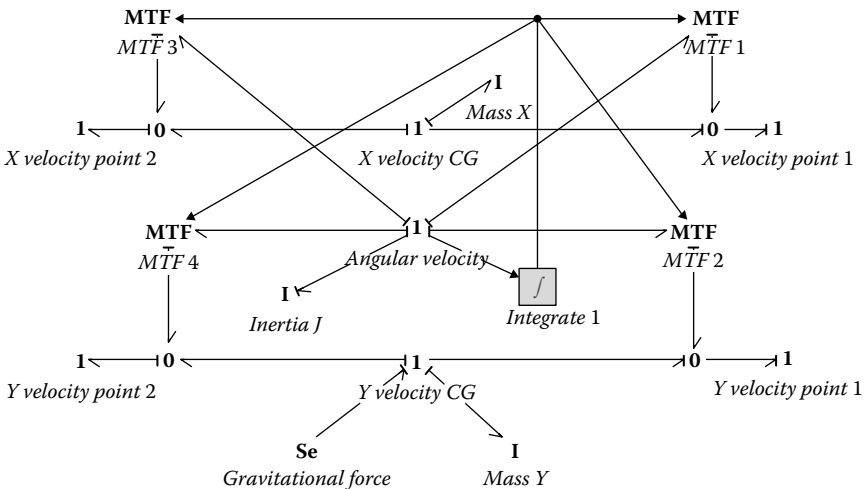 MTF MTF
MTF 3 MTF 1
I
Mass X
1 0 1 0 1
X velocity point 2 X velocity CG X velocity point 1
MTF 1 MTF
MTF 4 Angular velocity MTF 2
I ∫
Inertia J Integrate 1
1 0 1 0 1
Y velocity point 2 Y velocity CG Y velocity point 1
Se I
Gravitational force Mass Y